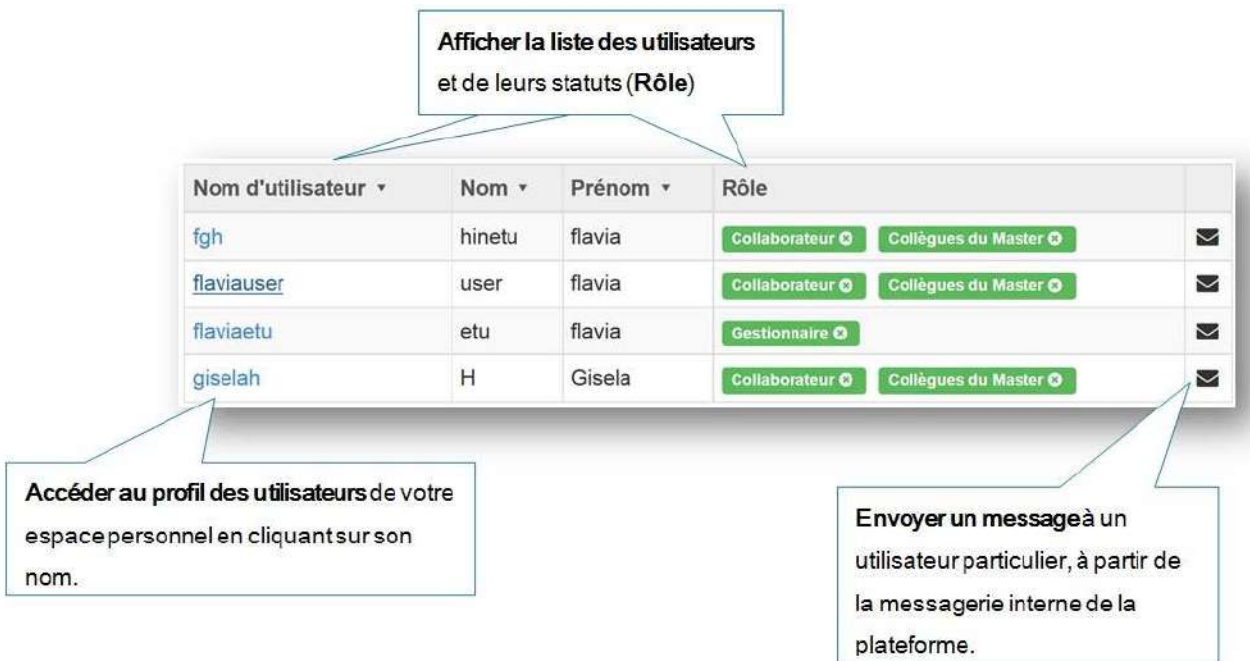 Afficher la liste des utilisateurs
et de leurs statuts (Rôle)
Nom d'utilisateur Nom Prénom Rôle
fgh hinetu flavia Collaborateur Collègues du Master
flaviauser user flavia Collaborateur Collègues du Master
flaviaetu etu flavia Gestionnaire
giselah H Gisela Collaborateur Collègues du Master
Accéder au profil des utilisateurs de votre
espace personnel en cliquant sur son
nom.
Envoyer un message à un
utilisateur particulier, à partir de
la messagerie interne de la
plateforme.